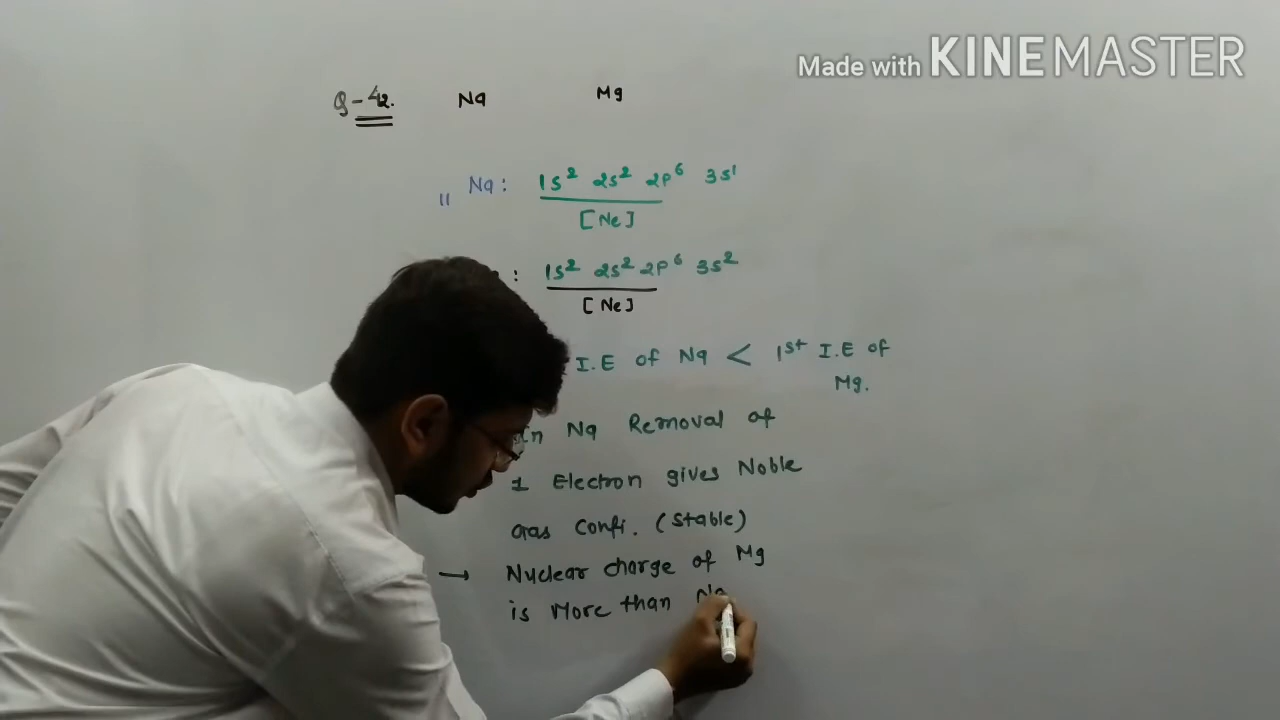 Made with KINEMASTER
Q-42. Na Mg
11 Na: 1s² 2s² 2p⁶ 3s¹
[Ne]
: 1s² 2s² 2p⁶ 3s²
[Ne]
I.E of Na < 1st I.E of
Mg.
In Na Removal of
1 Electron gives Noble
Gas Confi. (Stable)
→ Nuclear charge of Mg
is More than Na